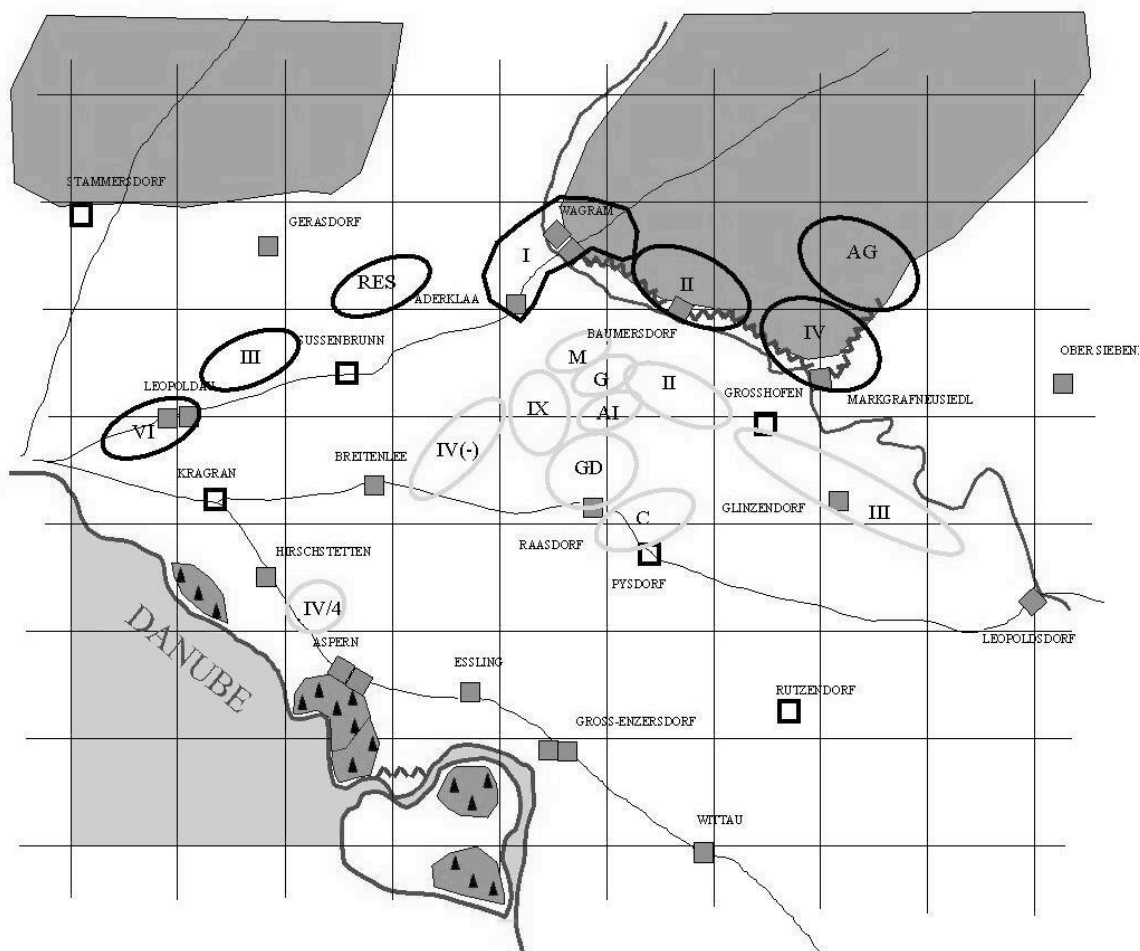 STAMMERSDORF
GERASDORF
WAGRAM
I
AG
RES
ADERKLAA
II
IV
SUSSENBRUNN
BAUMERSDORF
III
M
OBER SIEBENB
LEOPOLDAU
G
II
GROSSHOFEN
MARKGRAFNEUSIEDL
IX
AI
VI
IV(-)
BREITENLEE
GD
KRAGRAN
GLINZENDORF
III
C
RAASDORF
HIRSCHSTETTEN
PYSDORF
IV/4
LEOPOLDSDORF
ASPERN
ESSLING
DANUBE
RUTZENDORF
GROSS-ENZERSDORF
WITTAU